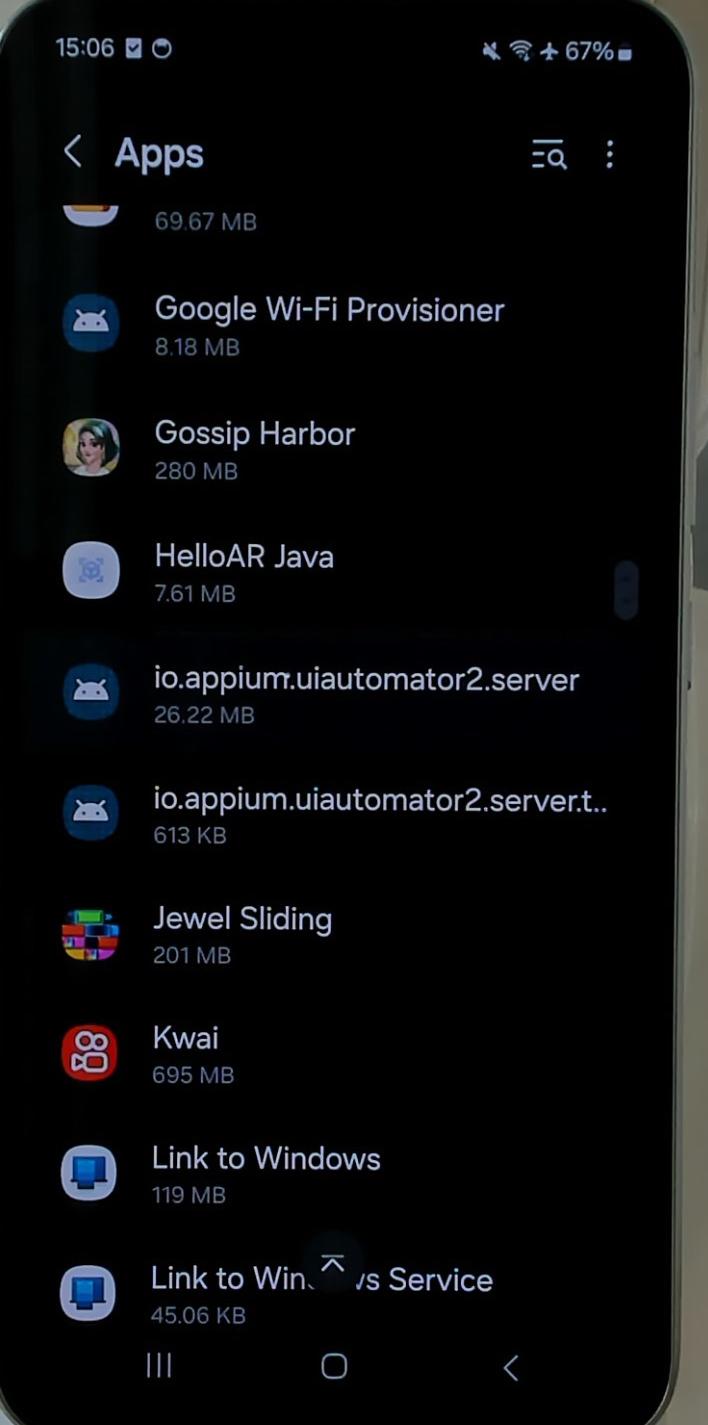 15:06
67%
Apps
69.67 MB
Google Wi-Fi Provisioner
8.18 MB
Gossip Harbor
280 MB
HelloAR Java
7.61 MB
io.appium.uiautomator2.server
26.22 MB
io.appium.uiautomator2.server.t..
613 KB
Jewel Sliding
201 MB
Kwai
695 MB
Link to Windows
119 MB
Link to Win vs Service
45.06 KB